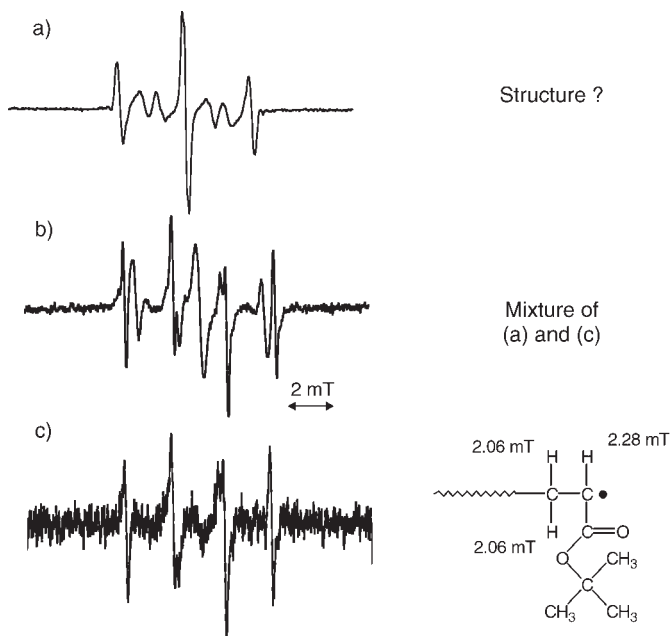 a)
Structure ?
b)
Mixture of
(a) and (c)
2 mT
c)
2.06 mT
2.28 mT
H H
C C
H
2.06 mT
C O
O
C CH3
CH3 CH3